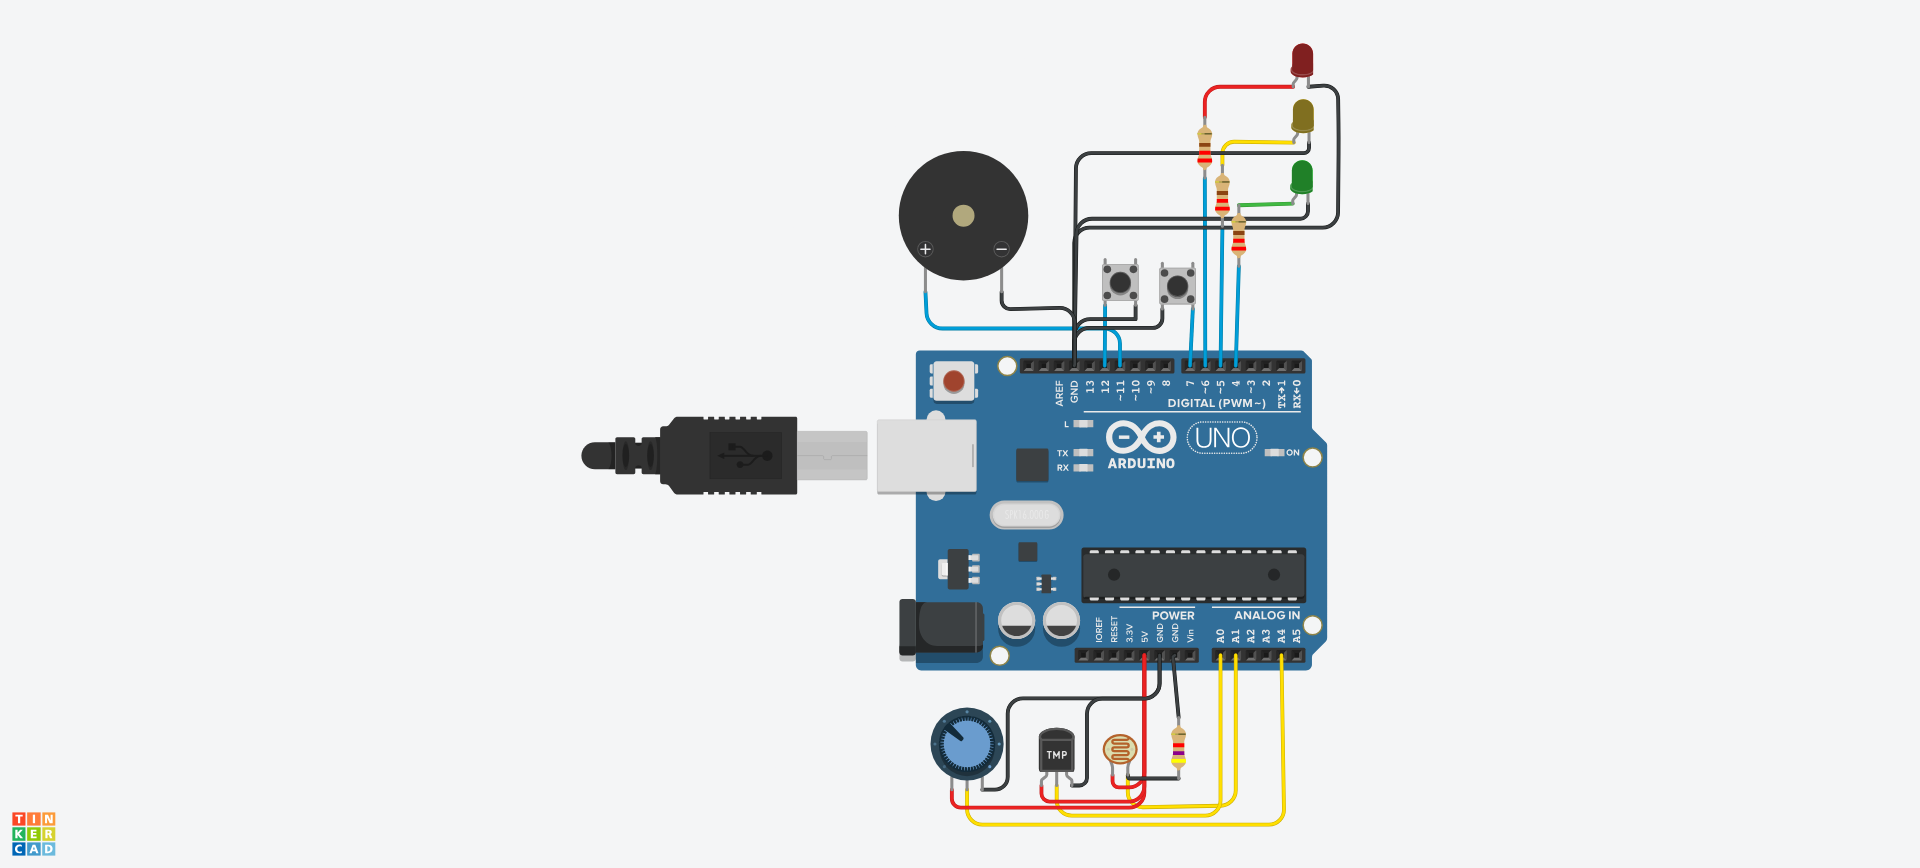 + −
AREF
GND
13
12
~11
~10
~9
8
7
~6
~5
4
~3
2
TX→1
RX←0
DIGITAL (PWM~)
L
TX
RX
UNO
ARDUINO
ON
POWER
ANALOG IN
IOREF
RESET
3.3V
5V
GND
GND
Vin
A0
A1
A2
A3
A4
A5
TMP
TIN
KER
CAD